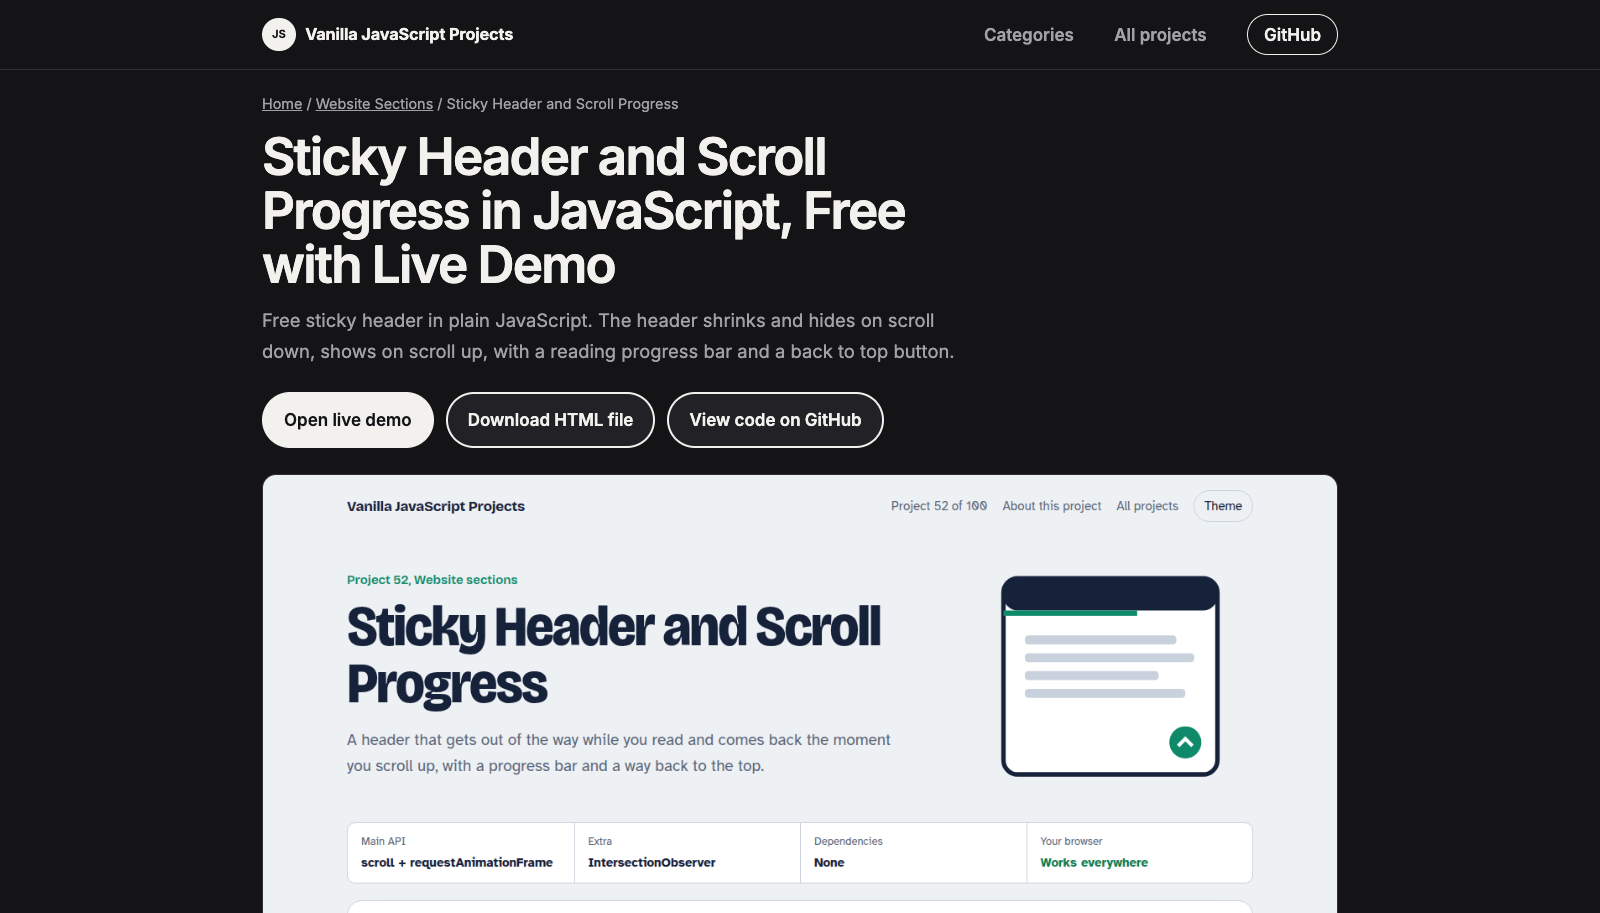 JS Vanilla JavaScript Projects Categories All projects GitHub
Home / Website Sections / Sticky Header and Scroll Progress
Sticky Header and Scroll
Progress in JavaScript, Free
with Live Demo
Free sticky header in plain JavaScript. The header shrinks and hides on scroll
down, shows on scroll up, with a reading progress bar and a back to top button.
Open live demo Download HTML file View code on GitHub
Vanilla JavaScript Projects Project 52 of 100 About this project All projects Theme
Project 52, Website sections
Sticky Header and Scroll
Progress
A header that gets out of the way while you read and comes back the moment
you scroll up, with a progress bar and a way back to the top.
Main API Extra Dependencies Your browser
scroll + requestAnimationFrame IntersectionObserver None Works everywhere